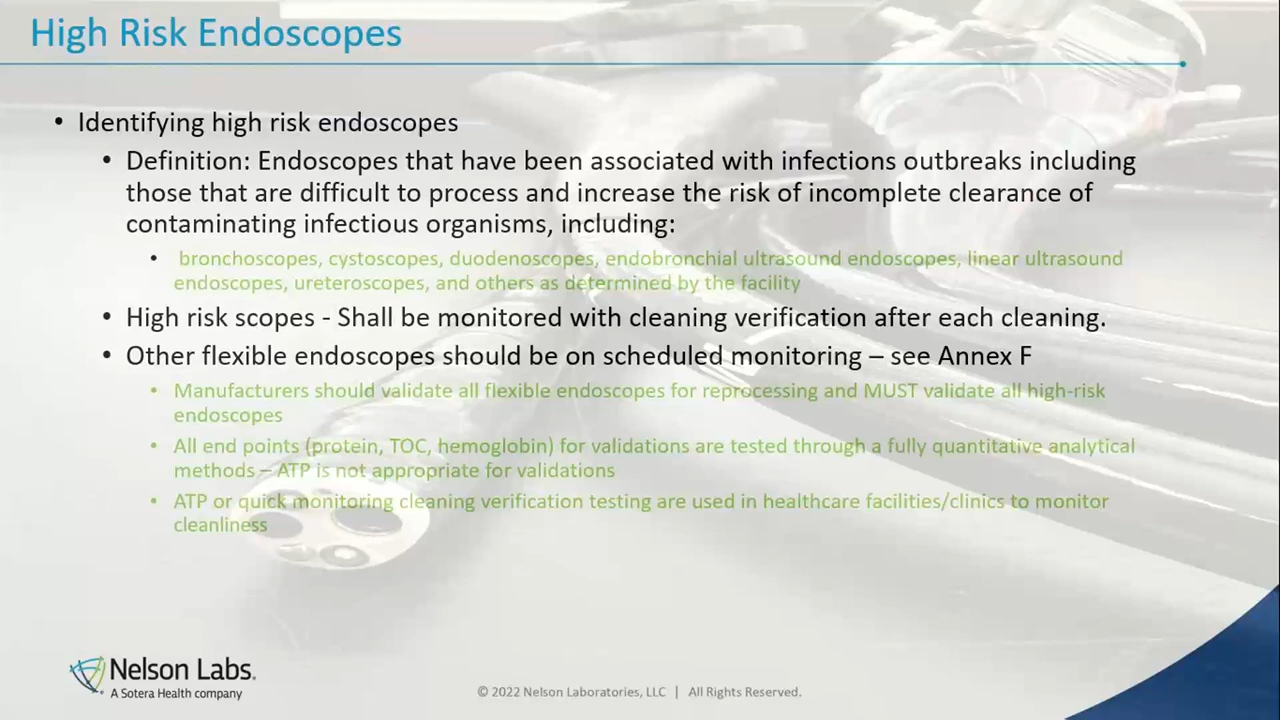 High Risk Endoscopes
• Identifying high risk endoscopes
• Definition: Endoscopes that have been associated with infections outbreaks including
those that are difficult to process and increase the risk of incomplete clearance of
contaminating infectious organisms, including:
• bronchoscopes, cystoscopes, duodenoscopes, endobronchial ultrasound endoscopes, linear ultrasound
endoscopes, ureteroscopes, and others as determined by the facility
• High risk scopes - Shall be monitored with cleaning verification after each cleaning.
• Other flexible endoscopes should be on scheduled monitoring – see Annex F
• Manufacturers should validate all flexible endoscopes for reprocessing and MUST validate all high-risk
endoscopes
• All end points (protein, TOC, hemoglobin) for validations are tested through a fully quantitative analytical
methods – ATP is not appropriate for validations
• ATP or quick monitoring cleaning verification testing are used in healthcare facilities/clinics to monitor
cleanliness
Nelson Labs.
A Sotera Health company
© 2022 Nelson Laboratories, LLC | All Rights Reserved.